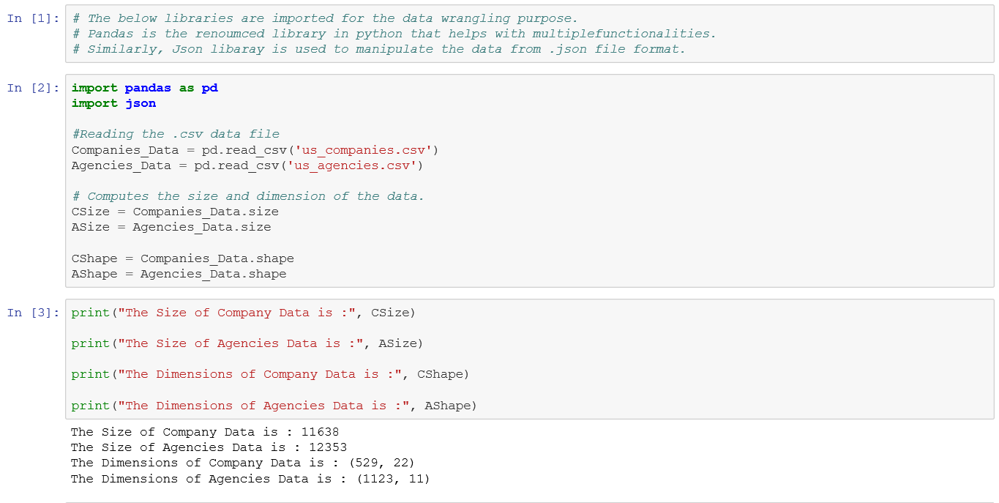 In [1]: # The below libraries are imported for the data wrangling purpose.
# Pandas is the renoumced library in python that helps with multiplefunctionalities.
# Similarly, Json libaray is used to manipulate the data from .json file format.
In [2]: import pandas as pd
import json
#Reading the .csv data file
Companies_Data = pd.read_csv('us_companies.csv')
Agencies_Data = pd.read_csv('us_agencies.csv')
# Computes the size and dimension of the data.
CSize = Companies_Data.size
ASize = Agencies_Data.size
CShape = Companies_Data.shape
AShape = Agencies_Data.shape
In [3]: print("The Size of Company Data is :", CSize)
print("The Size of Agencies Data is :", ASize)
print("The Dimensions of Company Data is :", CShape)
print("The Dimensions of Agencies Data is :", AShape)
The Size of Company Data is : 11638
The Size of Agencies Data is : 12353
The Dimensions of Company Data is : (529, 22)
The Dimensions of Agencies Data is : (1123, 11)